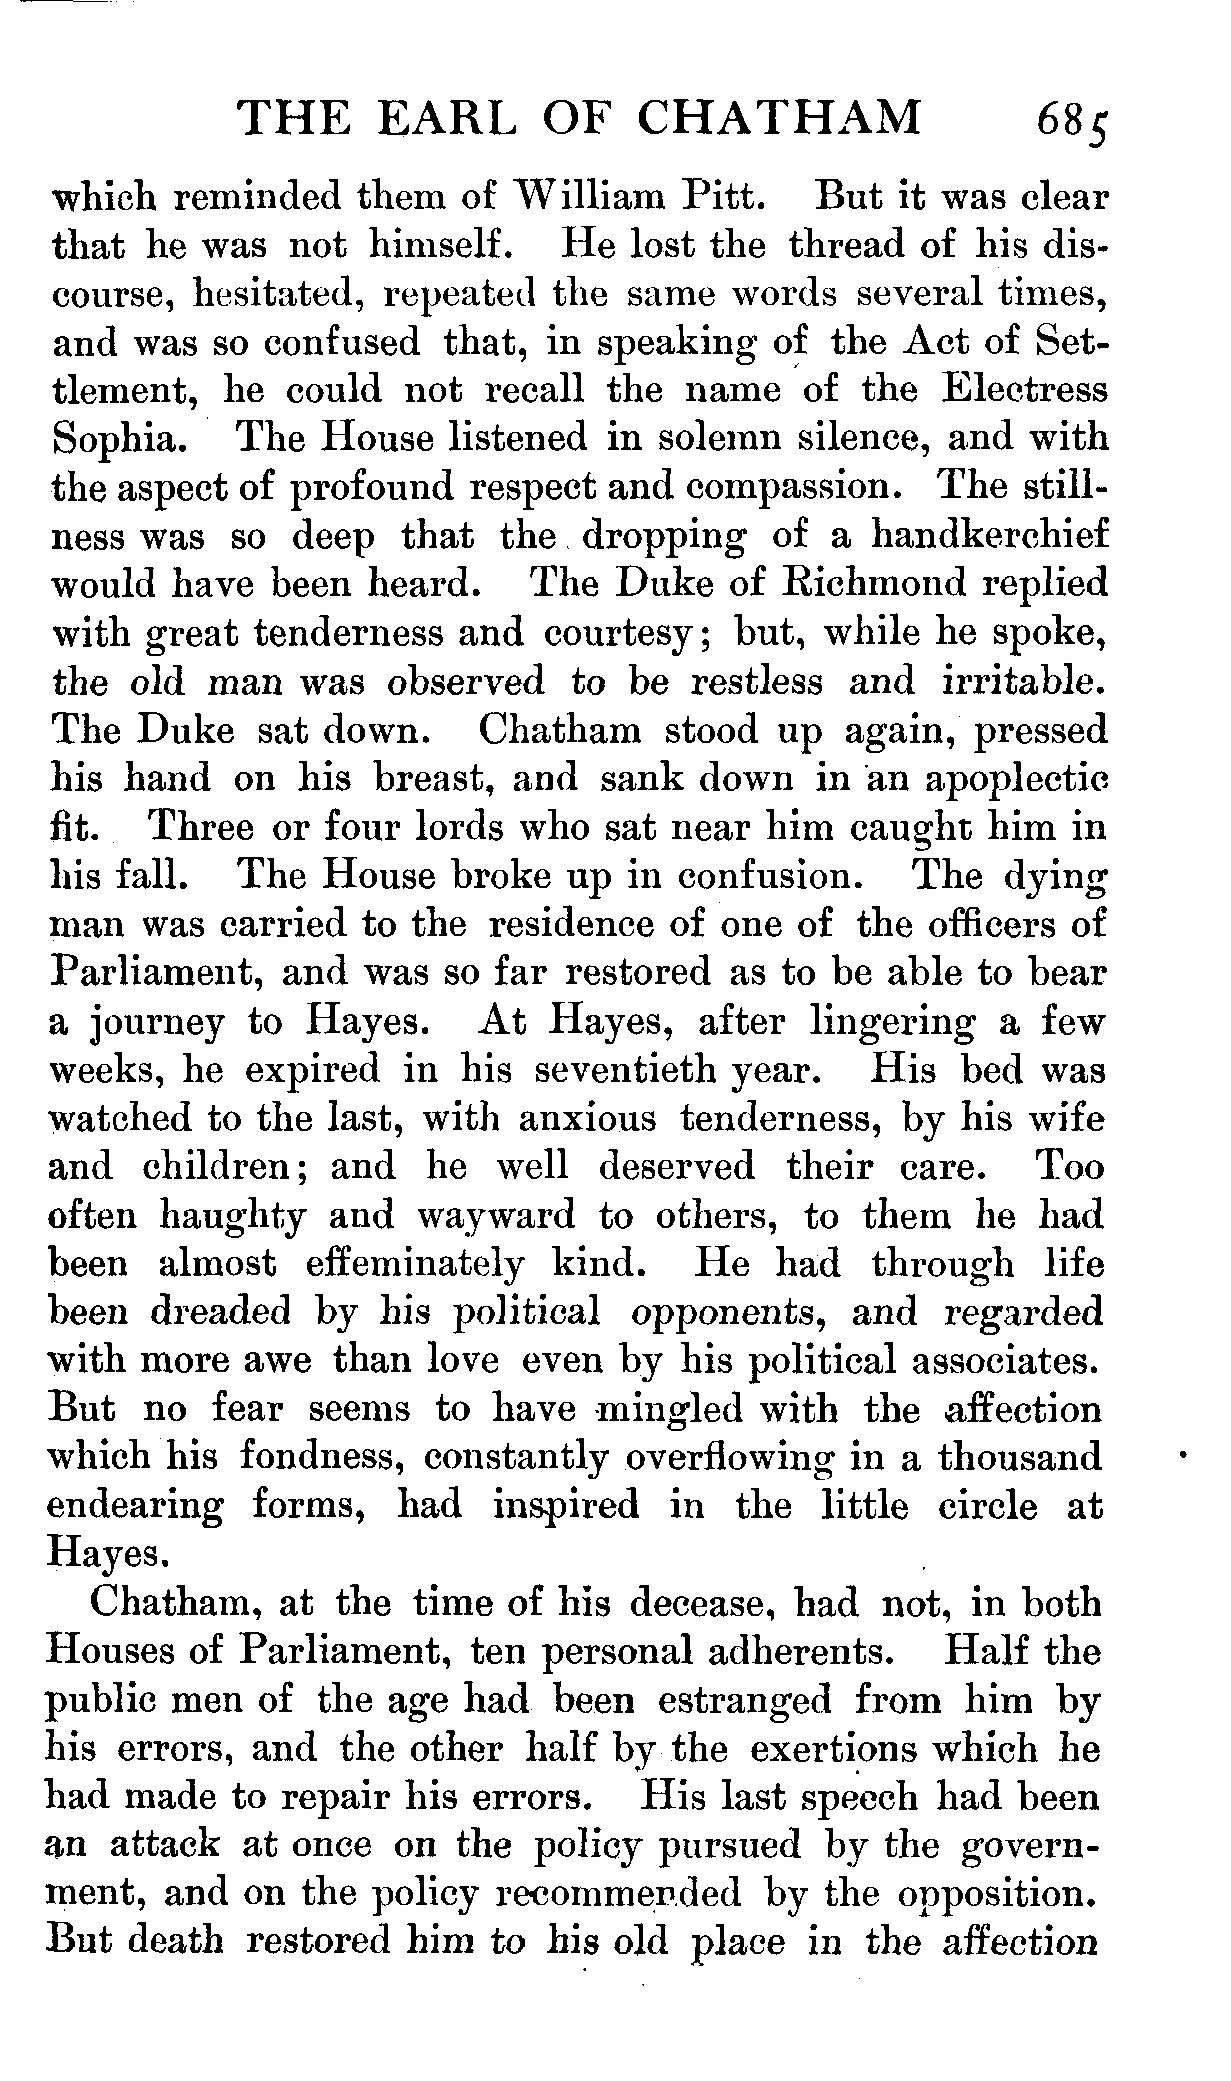 THE EARL OF CHATHAM 685
which reminded them of William Pitt. But it was clear
that he was not himself. He lost the thread of his dis-
course, hesitated, repeated the same words several times,
and was so confused that, in speaking of the Act of Set-
tlement, he could not recall the name of the Electress
Sophia. The House listened in solemn silence, and with
the aspect of profound respect and compassion. The still-
ness was so deep that the dropping of a handkerchief
would have been heard. The Duke of Richmond replied
with great tenderness and courtesy; but, while he spoke,
the old man was observed to be restless and irritable.
The Duke sat down. Chatham stood up again, pressed
his hand on his breast, and sank down in an apoplectic
fit. Three or four lords who sat near him caught him in
his fall. The House broke up in confusion. The dying
man was carried to the residence of one of the officers of
Parliament, and was so far restored as to be able to bear
a journey to Hayes. At Hayes, after lingering a few
weeks, he expired in his seventieth year. His bed was
watched to the last, with anxious tenderness, by his wife
and children; and he well deserved their care. Too
often haughty and wayward to others, to them he had
been almost effeminately kind. He had through life
been dreaded by his political opponents, and regarded
with more awe than love even by his political associates.
But no fear seems to have mingled with the affection
which his fondness, constantly overflowing in a thousand
endearing forms, had inspired in the little circle at
Hayes.
Chatham, at the time of his decease, had not, in both
Houses of Parliament, ten personal adherents. Half the
public men of the age had been estranged from him by
his errors, and the other half by the exertions which he
had made to repair his errors. His last speech had been
an attack at once on the policy pursued by the govern-
ment, and on the policy recommended by the opposition.
But death restored him to his old place in the affection